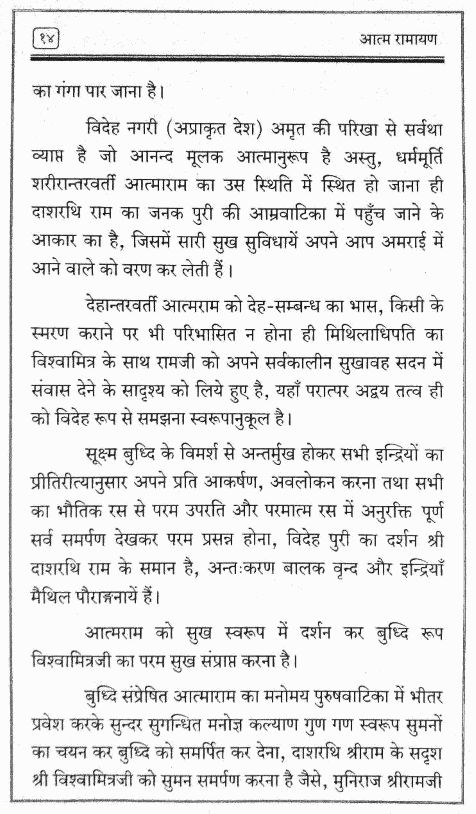 १४
आत्म रामायण
का गंगा पार जाना है।
विदेह नगरी (अप्राकृत देश) अमृत की परिखा से सर्वथा
व्याप्त है जो आनन्द मूलक आत्मानुरूप है अस्तु, धर्ममूर्ति
शरीरान्तरवर्ती आत्माराम का उस स्थिति में स्थित हो जाना ही
दाशरथि राम का जनक पुरी की आम्रवाटिका में पहुँच जाने के
आकार का है, जिसमें सारी सुख सुविधायें अपने आप अमराई में
आने वाले को वरण कर लेती हैं।
देहान्तरवर्ती आत्मराम को देह-सम्बन्ध का भास, किसी के
स्मरण कराने पर भी परिभासित न होना ही मिथिलाधिपति का
विश्वामित्र के साथ रामजी को अपने सर्वकालीन सुखावह सदन में
संवास देने के सादृश्य को लिये हुए है, यहाँ परात्पर अद्वय तत्व ही
को विदेह रूप से समझना स्वरूपानुकूल है।
सूक्ष्म बुध्दि के विमर्श से अन्तर्मुख होकर सभी इन्द्रियों का
प्रीतिरीत्यानुसार अपने प्रति आकर्षण, अवलोकन करना तथा सभी
का भौतिक रस से परम उपरति और परमात्म रस में अनुरक्ति पूर्ण
सर्व समर्पण देखकर परम प्रसन्न होना, विदेह पुरी का दर्शन श्री
दाशरथि राम के समान है, अन्तःकरण बालक वृन्द और इन्द्रियाँ
मैथिल पौराङ्गनायें हैं।
आत्मराम को सुख स्वरूप में दर्शन कर बुध्दि रूप
विश्वामित्रजी का परम सुख संप्राप्त करना है।
बुध्दि संप्रेषित आत्माराम का मनोमय पुरुषवाटिका में भीतर
प्रवेश करके सुन्दर सुगन्धित मनोज्ञ कल्याण गुण गण स्वरूप सुमनों
का चयन कर बुध्दि को समर्पित कर देना, दाशरथि श्रीराम के सदृश
श्री विश्वामित्रजी को सुमन समर्पण करना है जैसे, मुनिराज श्रीरामजी